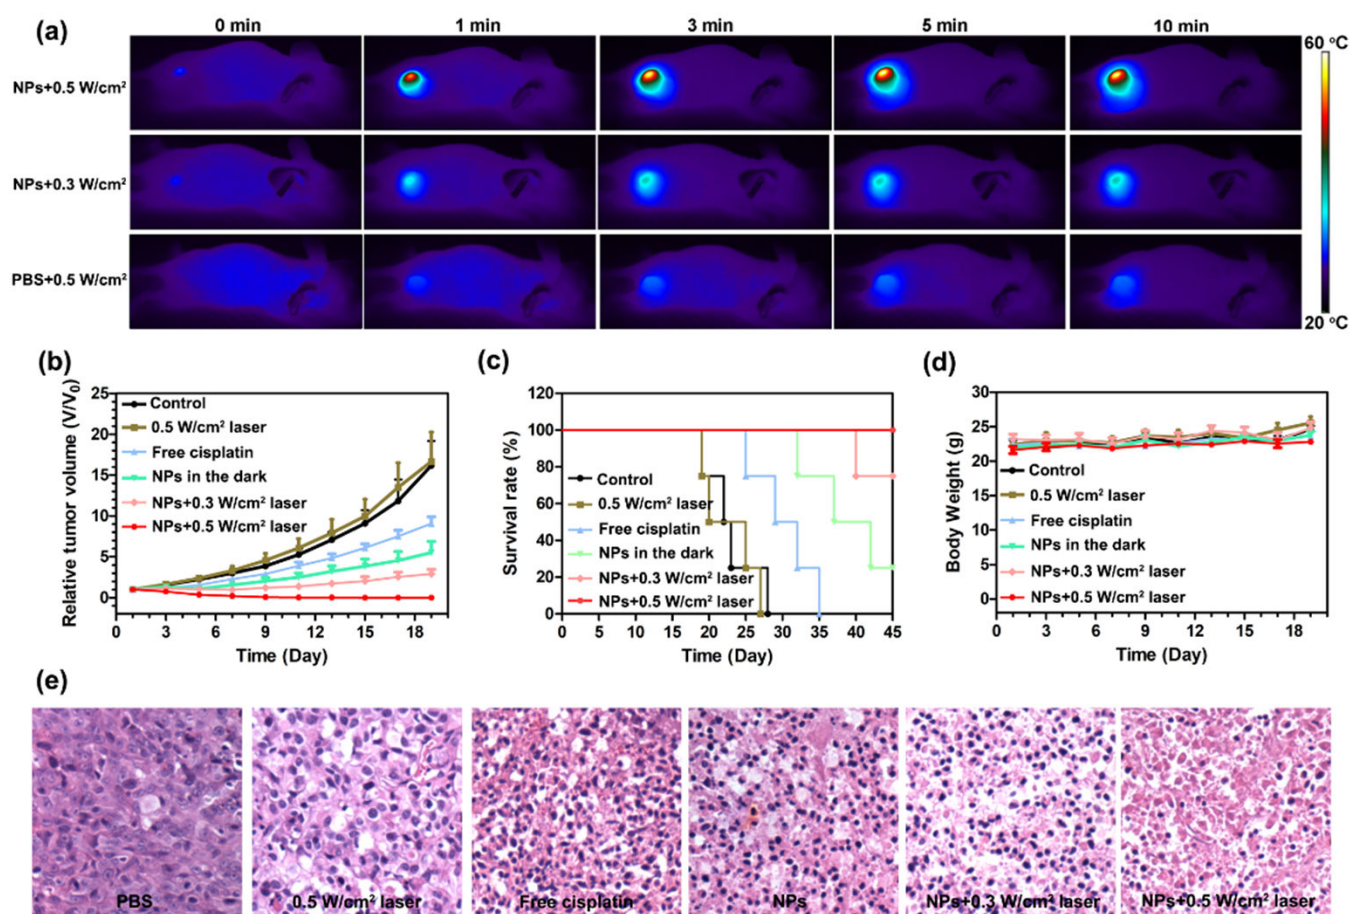 (a)
0 min
1 min
3 min
5 min
10 min
60 °C
NPs+0.5 W/cm²
NPs+0.3 W/cm²
PBS+0.5 W/cm²
20 °C
(b)
Relative tumor volume (V/V₀)
25
20
15
10
5
0
Control
0.5 W/cm² laser
Free cisplatin
NPs in the dark
NPs+0.3 W/cm² laser
NPs+0.5 W/cm² laser
0 3 6 9 12 15 18
Time (Day)
(c)
Survival rate (%)
120
100
80
60
40
20
0
Control
0.5 W/cm² laser
Free cisplatin
NPs in the dark
NPs+0.3 W/cm² laser
NPs+0.5 W/cm² laser
0 5 10 15 20 25 30 35 40 45
Time (Day)
(d)
Body Weight (g)
30
25
20
15
10
5
0
Control
0.5 W/cm² laser
Free cisplatin
NPs in the dark
NPs+0.3 W/cm² laser
NPs+0.5 W/cm² laser
0 3 6 9 12 15 18
Time (Day)
(e)
PBS
0.5 W/cm² laser
Free cisplatin
NPs
NPs+0.3 W/cm² laser
NPs+0.5 W/cm² laser